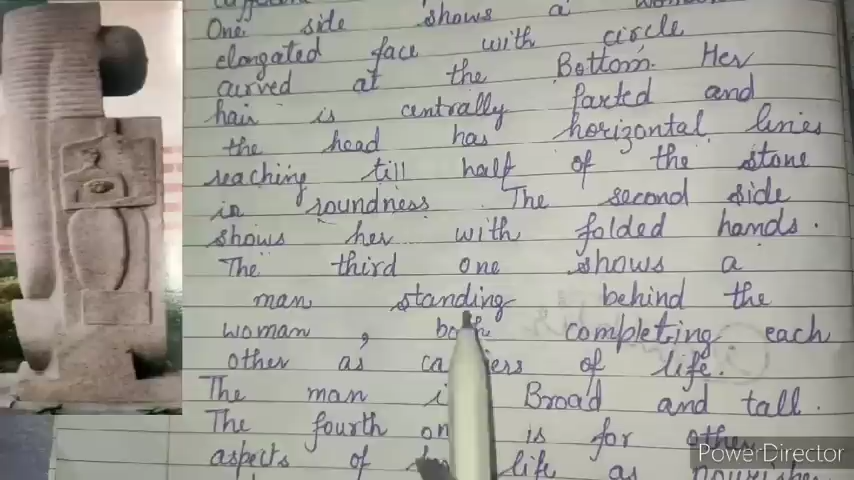 One side shows a
elongated face with circle
curved at the Bottom. Her
hair is centrally parted and
the head has horizontal lines
reaching till half of the stone
in roundness. The second side
shows her with folded hands.
The third one shows a
man standing behind the
woman, both completing each
other as of life.
The man Broad and tall.
The fourth is for other
aspects of life as
PowerDirector